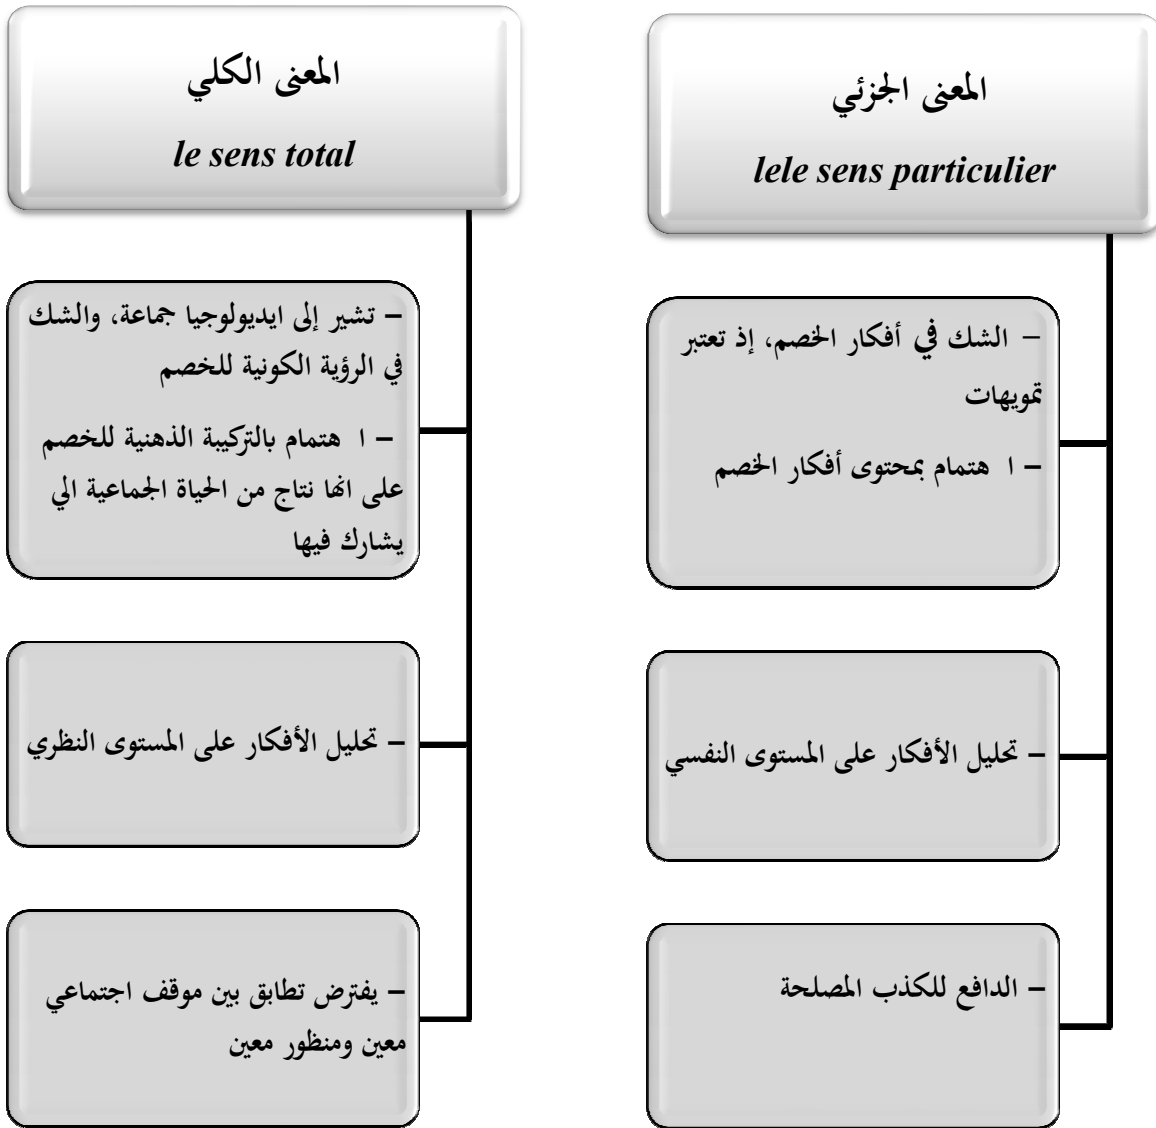 المعنى الجزئي
lele sens particulier
– الشك في أفكار الخصم، إذ تعتبر
تمويهات
– ا هتمام بمحتوى أفكار الخصم
– تحليل الأفكار على المستوى النفسي
– الدافع للكذب المصلحة
المعنى الكلي
le sens total
– تشير إلى ايديولوجيا جماعة، والشك
في الرؤية الكونية للخصم
– ا هتمام بالتركيبة الذهنية للخصم
على انها نتاج من الحياة الجماعية الي
يشارك فيها
– تحليل الأفكار على المستوى النظري
– يفترض تطابق بين موقف اجتماعي
معين ومنظور معين